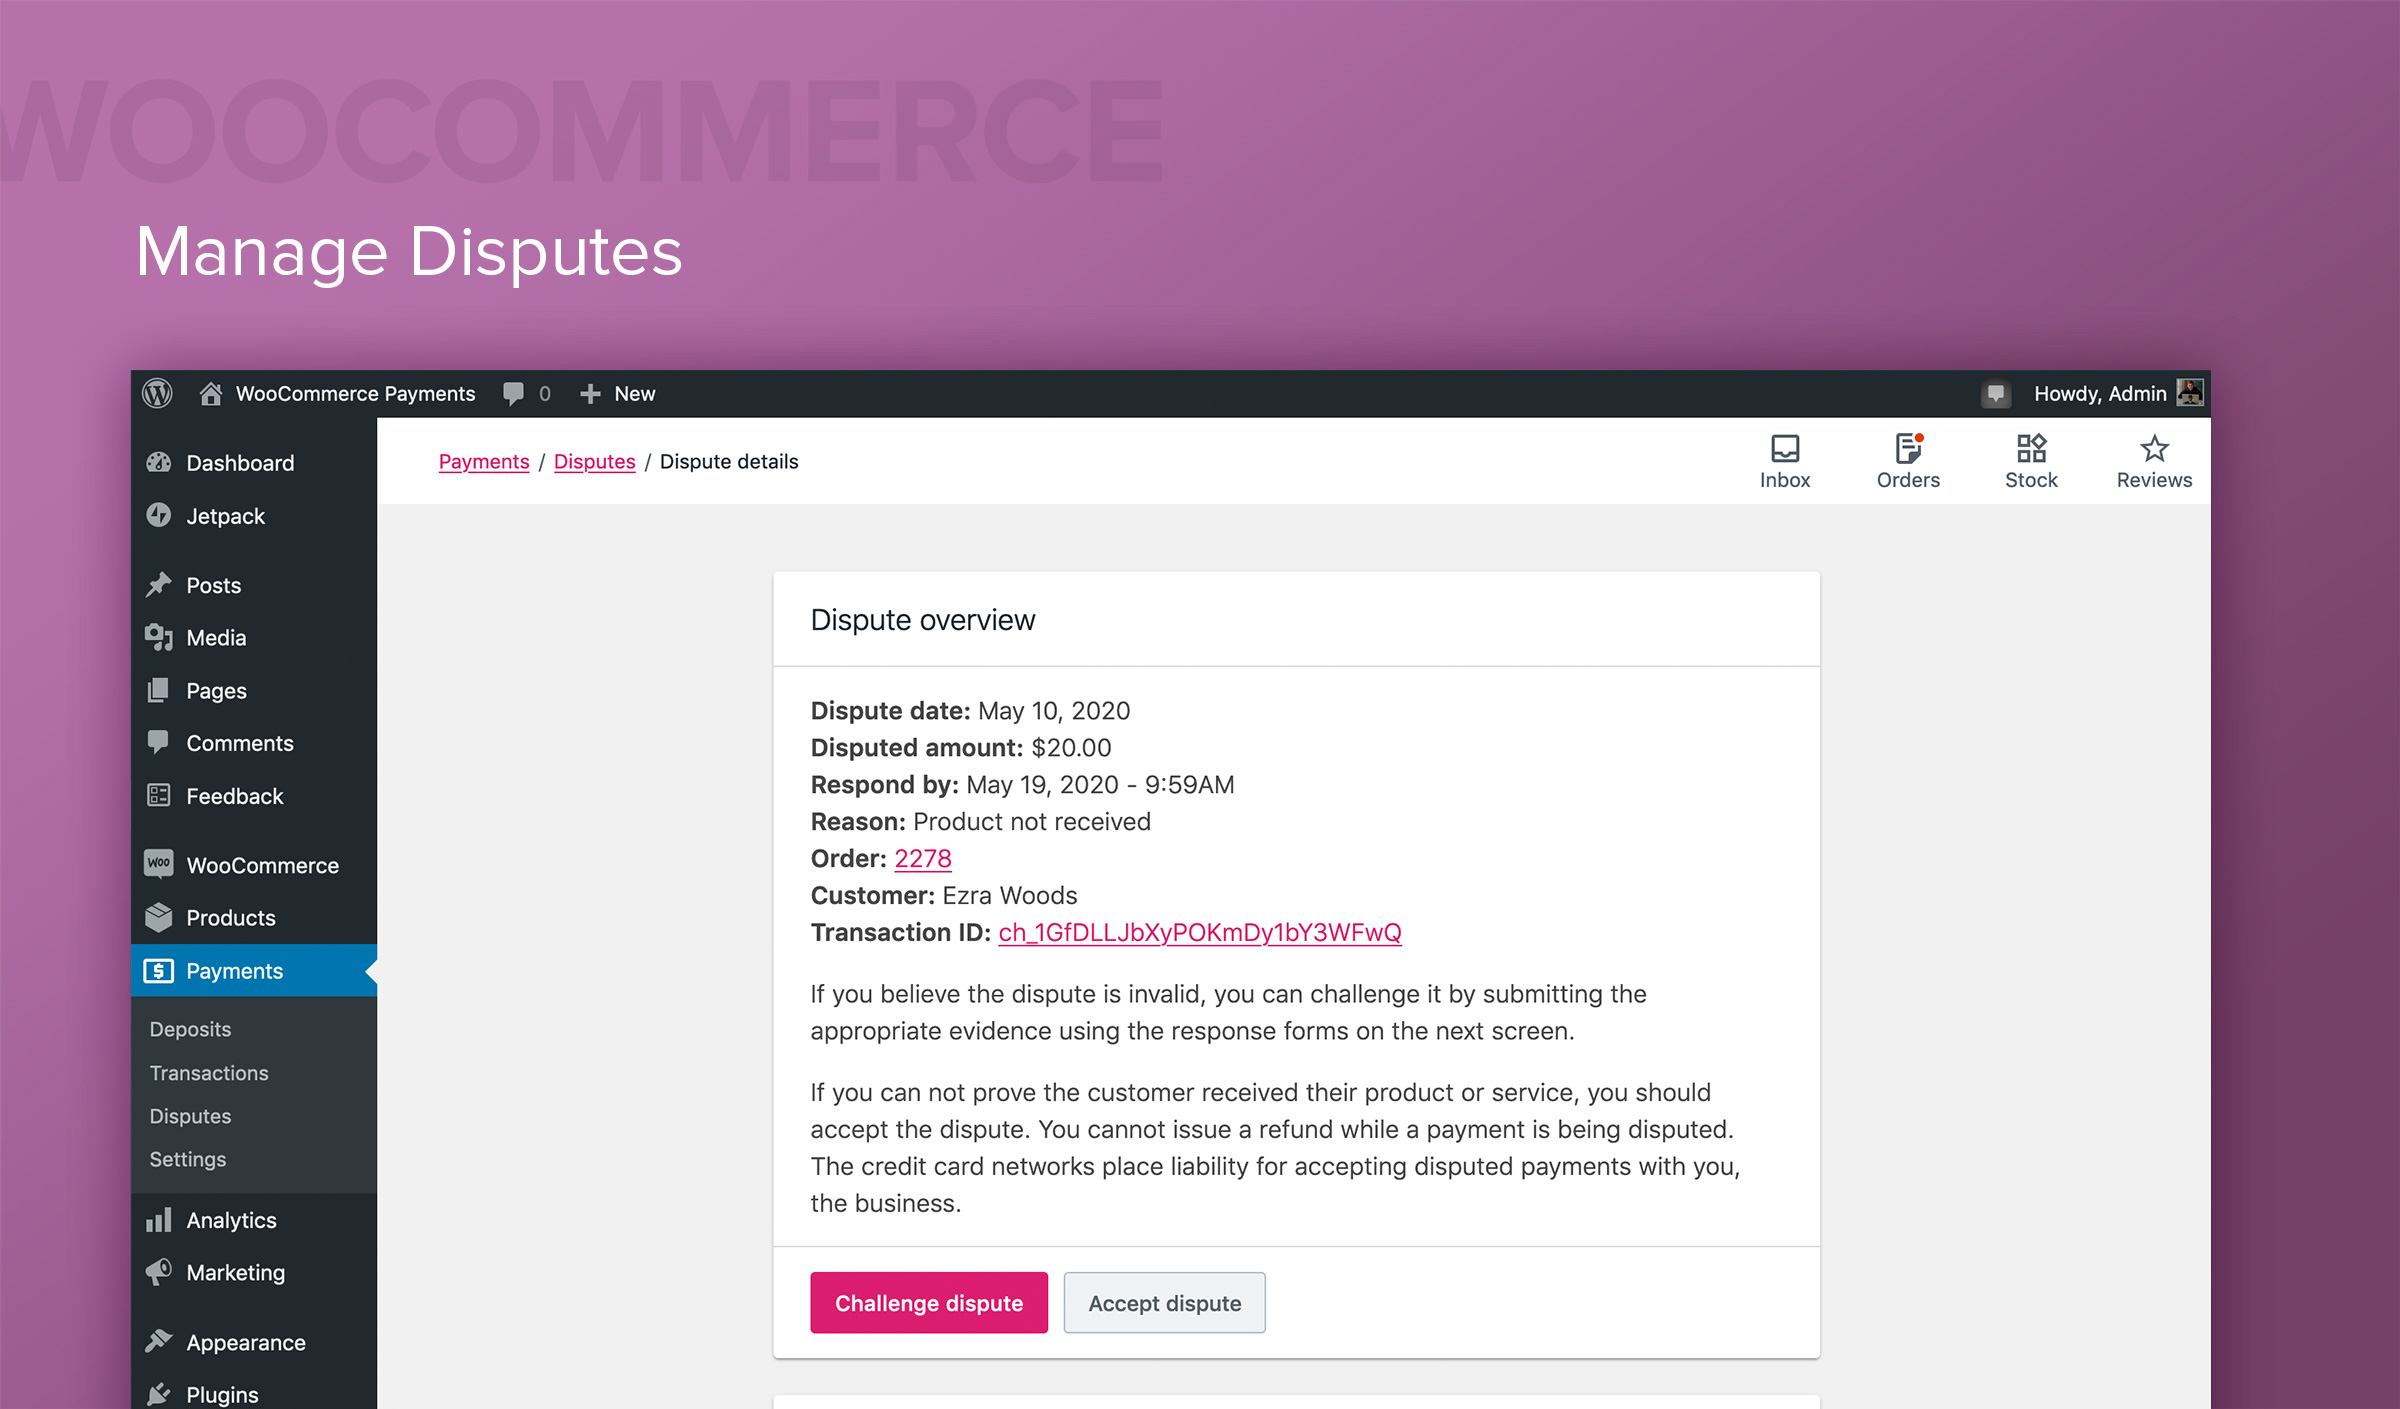 WOOCOMMERCE
Manage Disputes
WooCommerce Payments 0 New
Howdy, Admin
Dashboard
Jetpack
Posts
Media
Pages
Comments
Feedback
Woo WooCommerce
Products
$ Payments
Deposits
Transactions
Disputes
Settings
Analytics
Marketing
Appearance
Plugins
Payments / Disputes / Dispute details
Inbox
Orders
Stock
Reviews
Dispute overview
Dispute date: May 10, 2020
Disputed amount: $20.00
Respond by: May 19, 2020 - 9:59AM
Reason: Product not received
Order: 2278
Customer: Ezra Woods
Transaction ID: ch_1GfDLLJbXyPOKmDy1bY3WFwQ
If you believe the dispute is invalid, you can challenge it by submitting the
appropriate evidence using the response forms on the next screen.
If you can not prove the customer received their product or service, you should
accept the dispute. You cannot issue a refund while a payment is being disputed.
The credit card networks place liability for accepting disputed payments with you,
the business.
Challenge dispute
Accept dispute